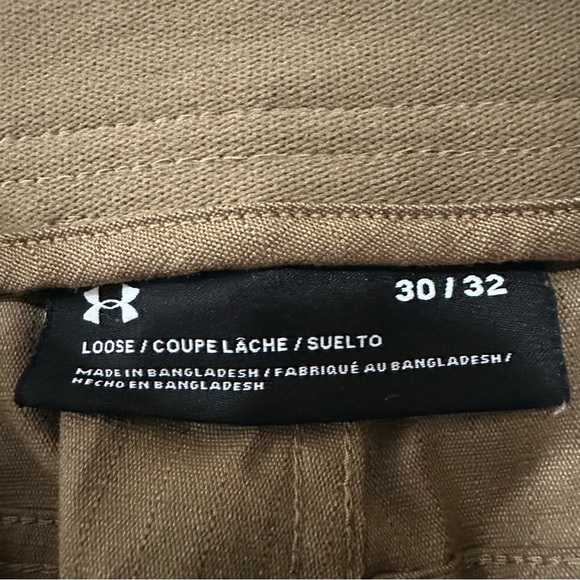 30 / 32
LOOSE / COUPE LÂCHE / SUELTO
MADE IN BANGLADESH / FABRIQUÉ AU BANGLADESH /
HECHO EN BANGLADESH